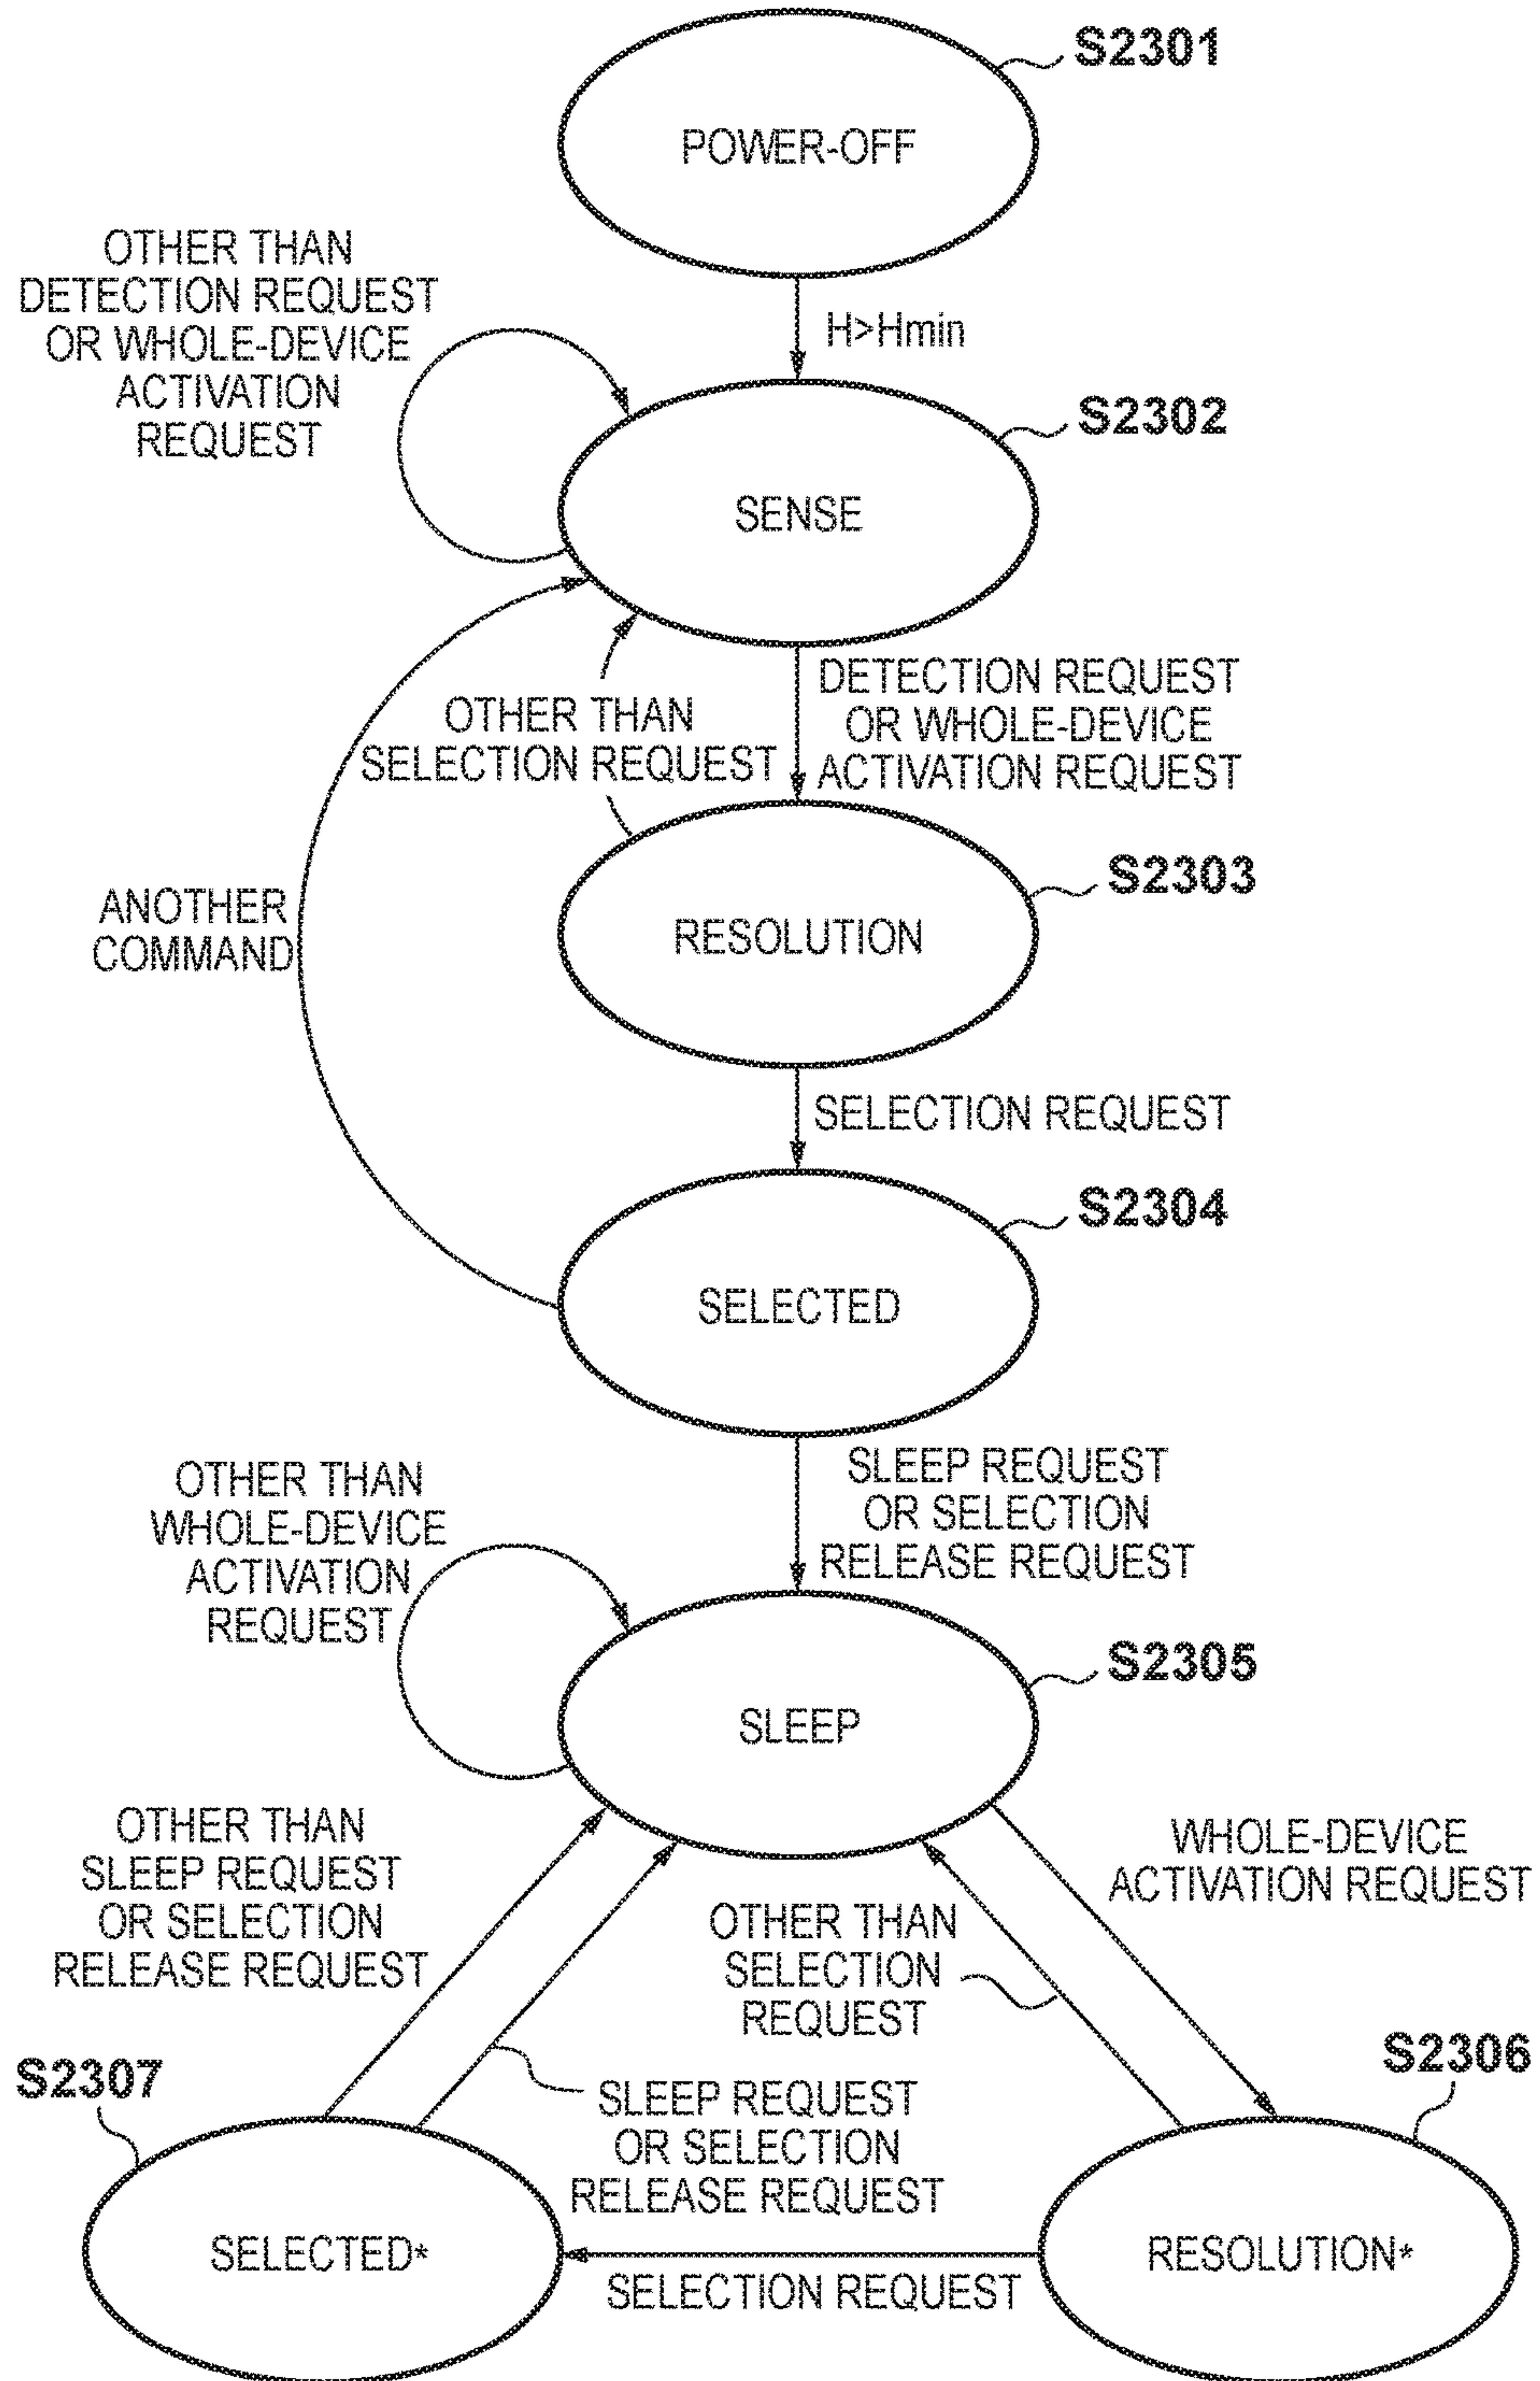 S2301
POWER-OFF
H>Hmin
OTHER THAN
DETECTION REQUEST
OR WHOLE-DEVICE
ACTIVATION
REQUEST
S2302
SENSE
DETECTION REQUEST
OR WHOLE-DEVICE
ACTIVATION REQUEST
OTHER THAN
SELECTION REQUEST
S2303
RESOLUTION
ANOTHER
COMMAND
SELECTION REQUEST
S2304
SELECTED
SLEEP REQUEST
OR SELECTION
RELEASE REQUEST
OTHER THAN
WHOLE-DEVICE
ACTIVATION
REQUEST
S2305
SLEEP
OTHER THAN
SLEEP REQUEST
OR SELECTION
RELEASE REQUEST
OTHER THAN
SELECTION
REQUEST
WHOLE-DEVICE
ACTIVATION REQUEST
S2307
SLEEP REQUEST
OR SELECTION
RELEASE REQUEST
S2306
SELECTED*
SELECTION REQUEST
RESOLUTION*